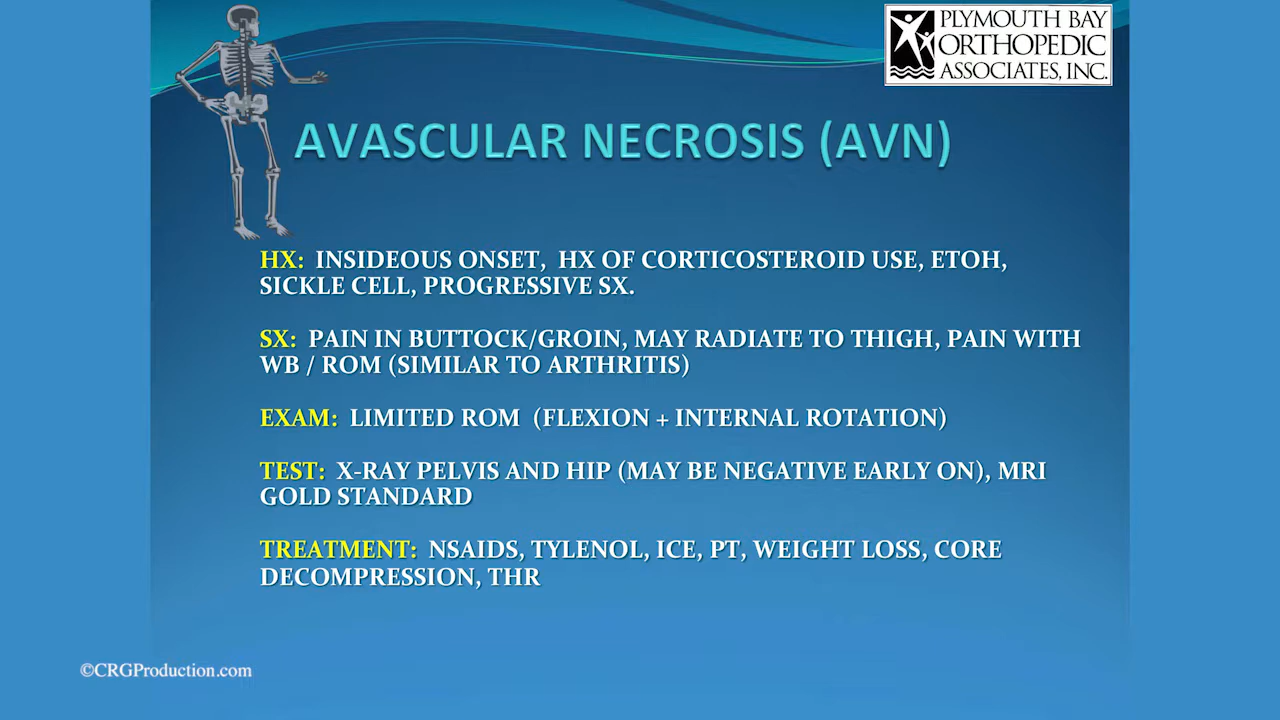 PLYMOUTH BAY
ORTHOPEDIC
ASSOCIATES, INC.
AVASCULAR NECROSIS (AVN)
HX: INSIDEOUS ONSET, HX OF CORTICOSTEROID USE, ETOH,
SICKLE CELL, PROGRESSIVE SX.
SX: PAIN IN BUTTOCK/GROIN, MAY RADIATE TO THIGH, PAIN WITH
WB / ROM (SIMILAR TO ARTHRITIS)
EXAM: LIMITED ROM (FLEXION + INTERNAL ROTATION)
TEST: X-RAY PELVIS AND HIP (MAY BE NEGATIVE EARLY ON), MRI
GOLD STANDARD
TREATMENT: NSAIDS, TYLENOL, ICE, PT, WEIGHT LOSS, CORE
DECOMPRESSION, THR
©CRGProduction.com